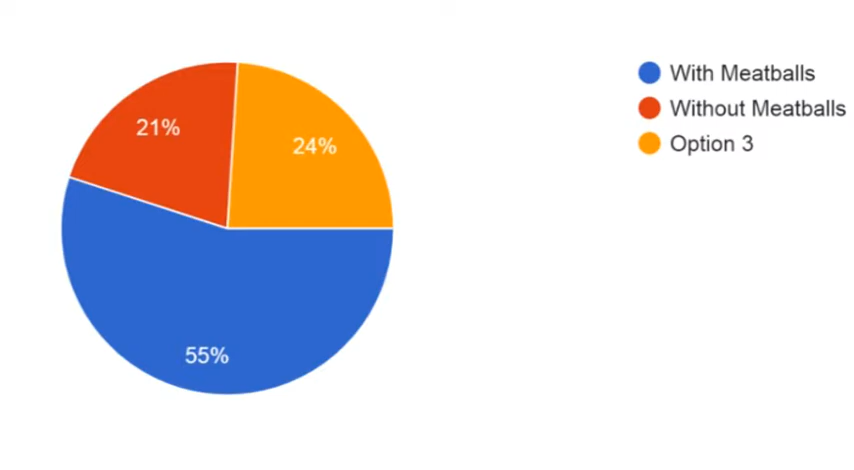 With Meatballs
Without Meatballs
Option 3
21%
24%
55%